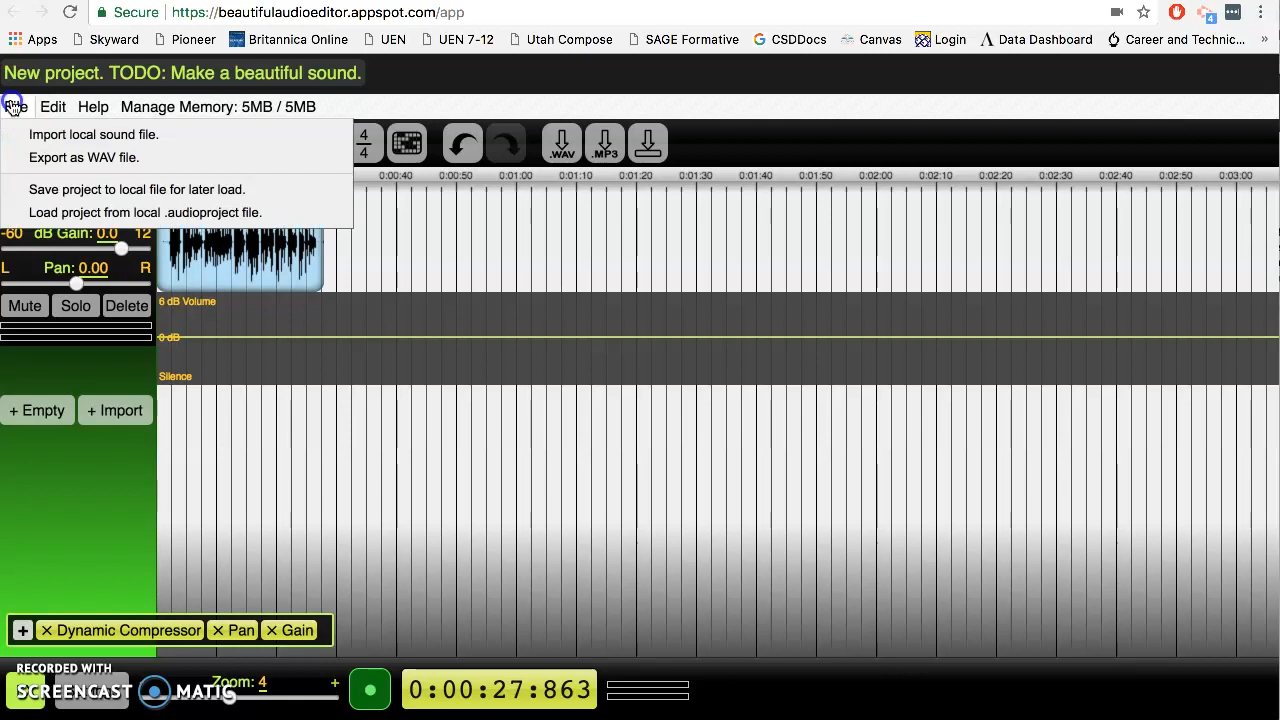 Secure https://beautifulaudioeditor.appspot.com/app
4
Apps Skyward Pioneer Britannica Online UEN UEN 7-12 Utah Compose SAGE Formative CSDDocs Canvas Login Data Dashboard Career and Technic... »
New project. TODO: Make a beautiful sound.
Edit Help Manage Memory: 5MB / 5MB
Import local sound file.
Export as WAV file.
Save project to local file for later load.
Load project from local .audioproject file.
4
4
.WAV .MP3
0:00:40 0:00:50 0:01:00 0:01:10 0:01:20 0:01:30 0:01:40 0:01:50 0:02:00 0:02:10 0:02:20 0:02:30 0:02:40 0:02:50 0:03:00
-60 dB Gain: 0.0 12
L Pan: 0.00 R
Mute Solo Delete
6 dB Volume
0 dB
Silence
+ Empty + Import
+ × Dynamic Compressor × Pan × Gain
RECORDED WITH
SCREENCAST MATIC
Zoom: 4 +
0:00:27:863